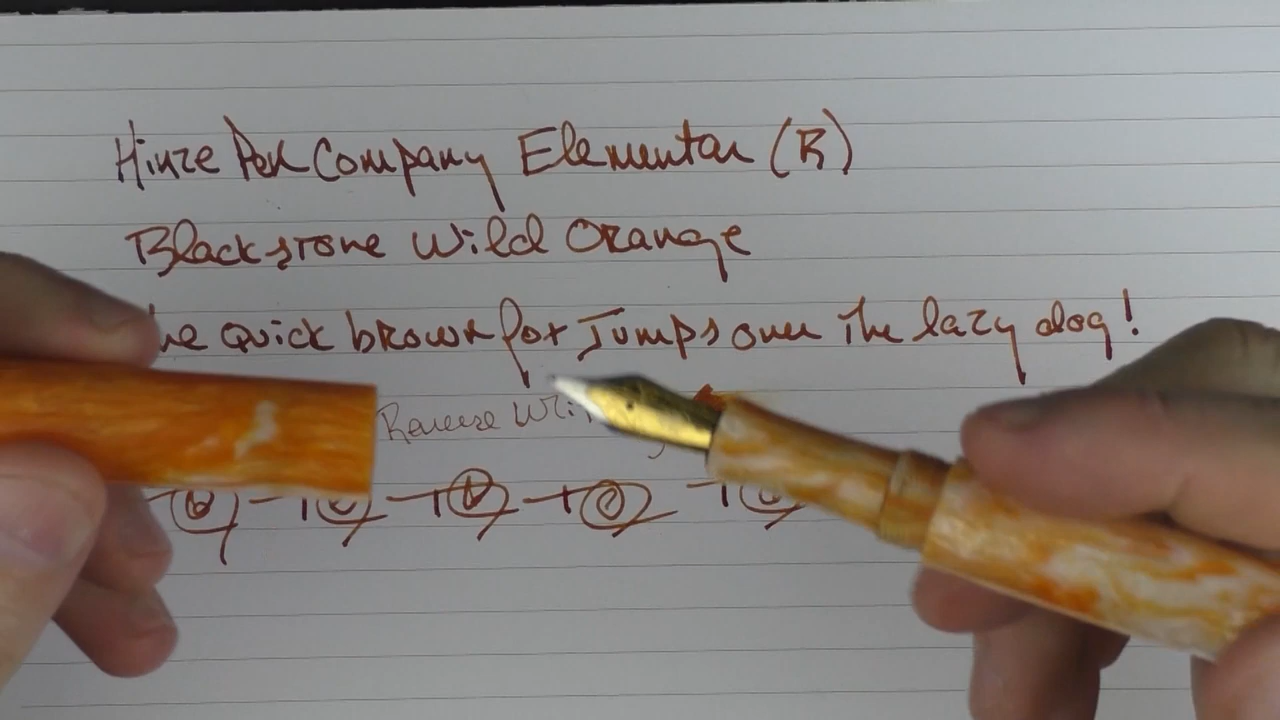 Hinze Pen Company Elementar (R)
Blackstone Wild Orange
he quick brown fox Jumps over The lazy dog!
Reverse Wri